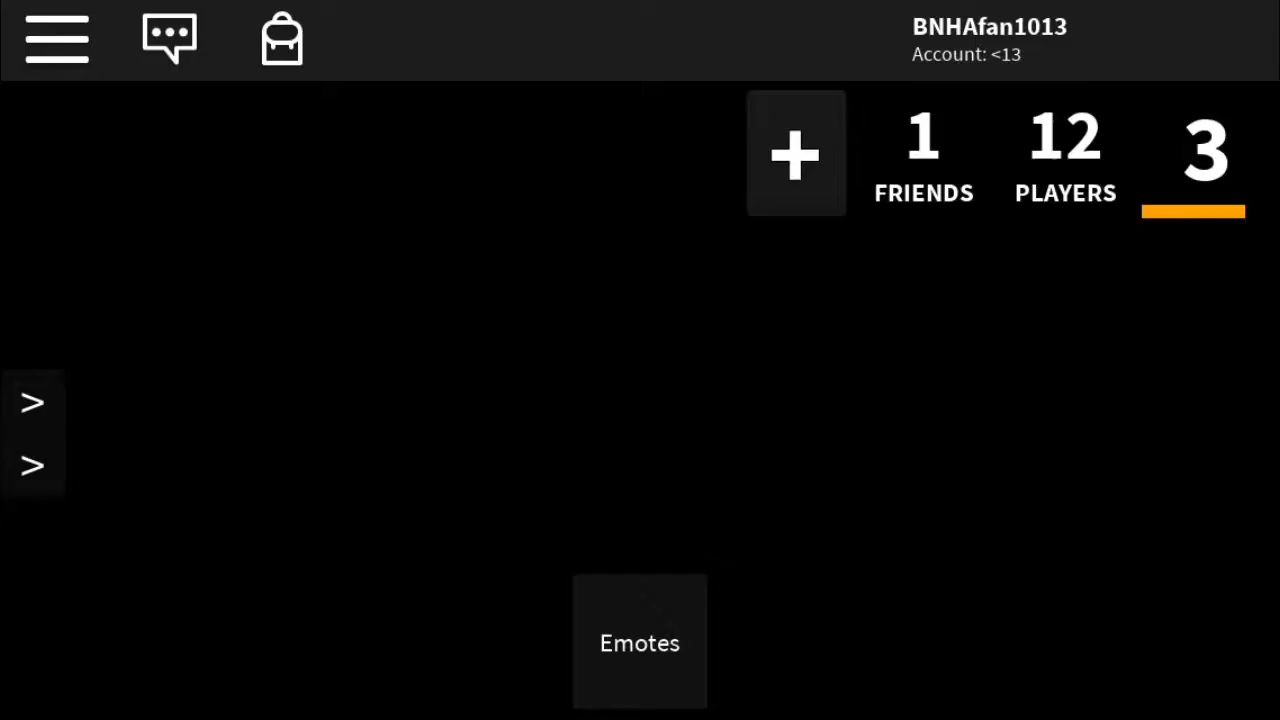 BNHAfan1013
Account: <13
+
1
12
3
FRIENDS
PLAYERS
>
>
Emotes